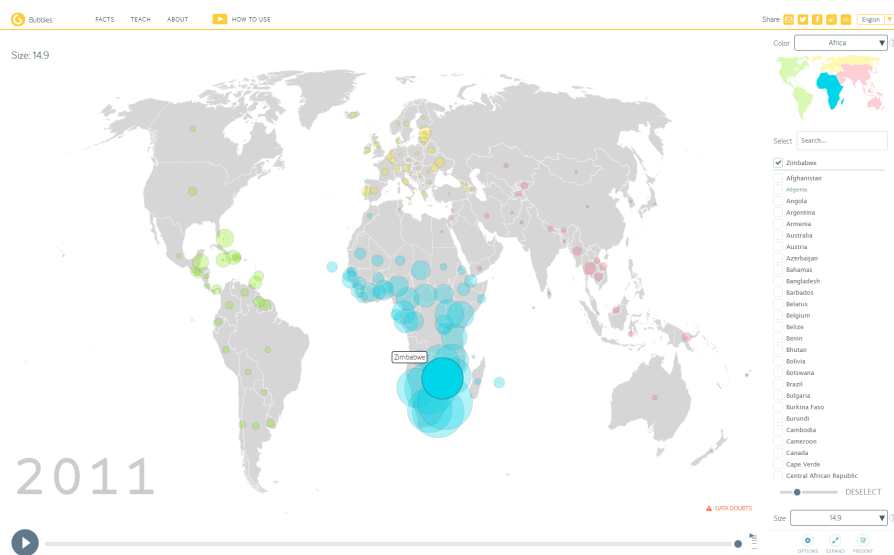 Bubbles FACTS TEACH ABOUT HOW TO USE Share English
Size: 14.9
Color Africa
Select Search...
Zimbabwe
Afghanistan
Algeria
Angola
Argentina
Armenia
Australia
Austria
Azerbaijan
Bahamas
Bangladesh
Barbados
Belarus
Belgium
Belize
Benin
Bhutan
Bolivia
Botswana
Brazil
Bulgaria
Burkina Faso
Burundi
Cambodia
Cameroon
Canada
Cape Verde
Central African Republic
Zimbabwe
2011
DESELECT
DATA DOUBTS
Size 14.9
OPTIONS EXPAND PRESENT